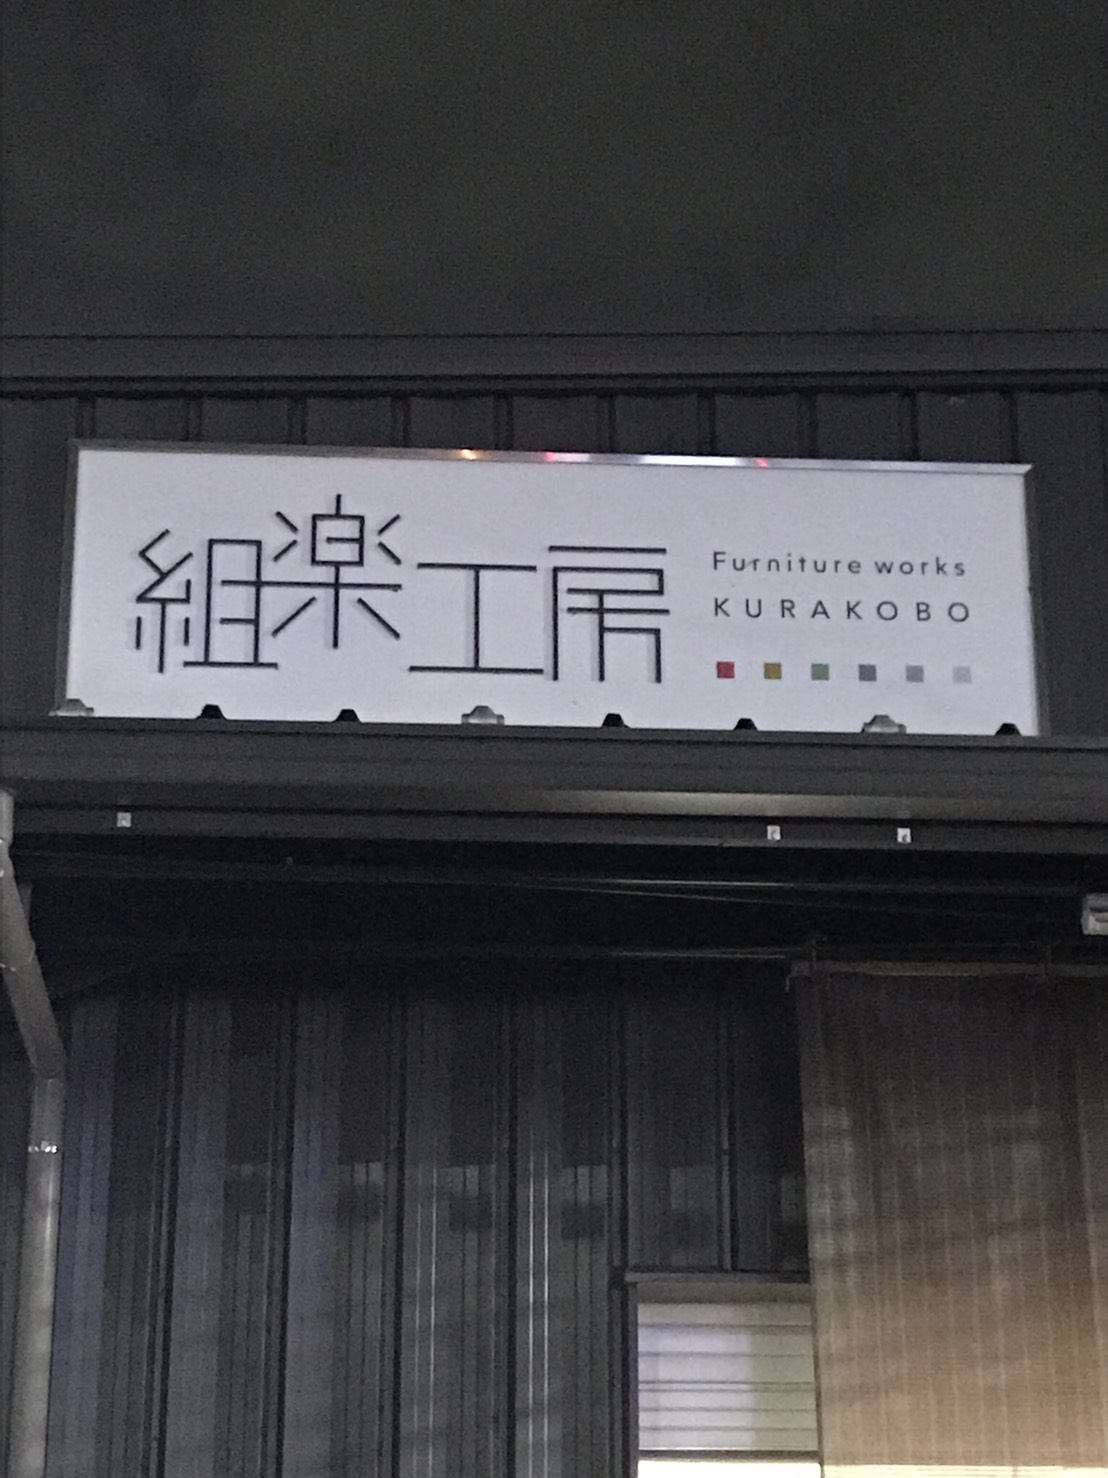 組楽工房
Furniture works
KURAKOBO